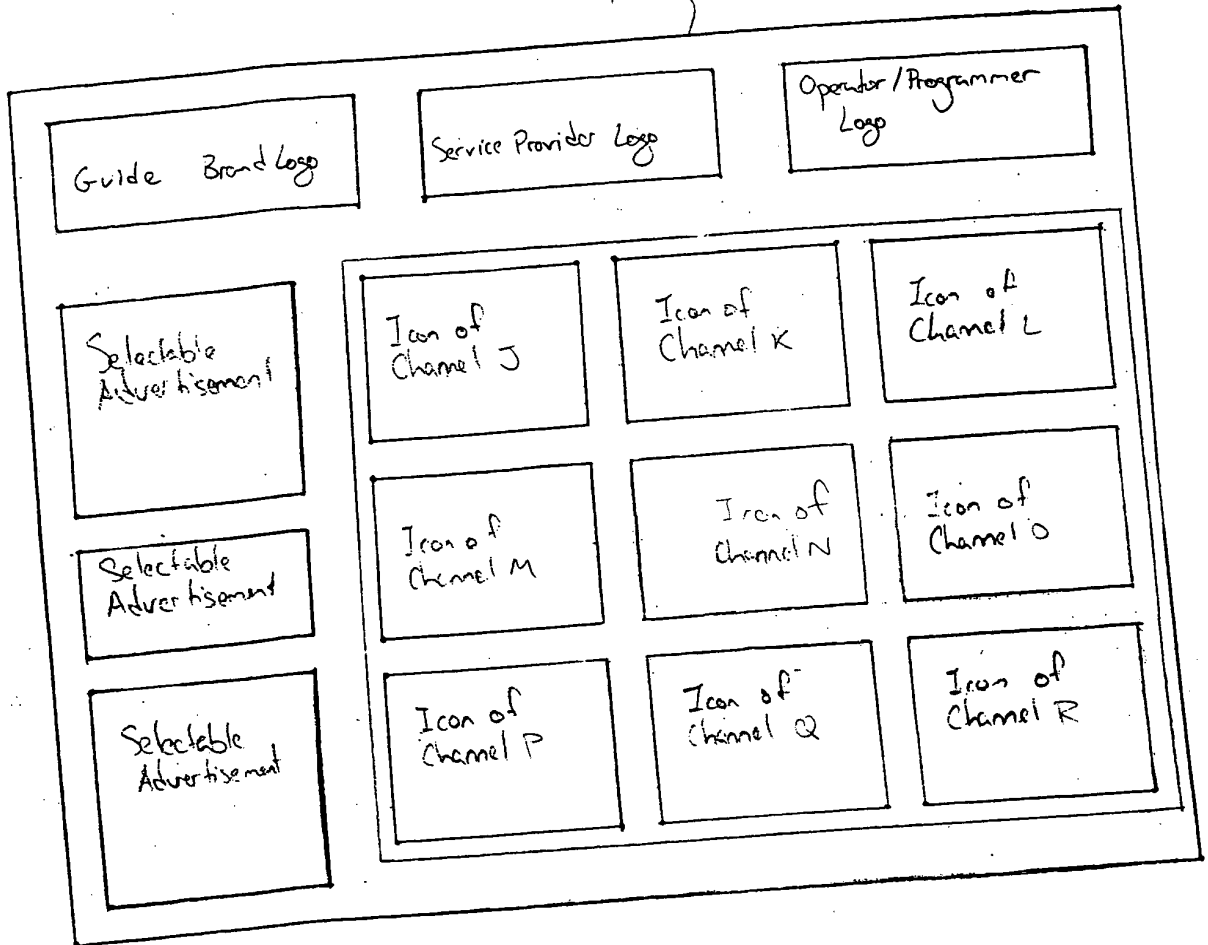 Guide Brand Logo
Service Provider Logo
Operator/Programmer
Logo
Selectable
Advertisement
Selectable
Advertisement
Selectable
Advertisement
Icon of
Channel J
Icon of
Channel K
Icon of
Channel L
Icon of
Channel M
Icon of
Channel N
Icon of
Channel O
Icon of
Channel P
Icon of
Channel Q
Icon of
Channel R